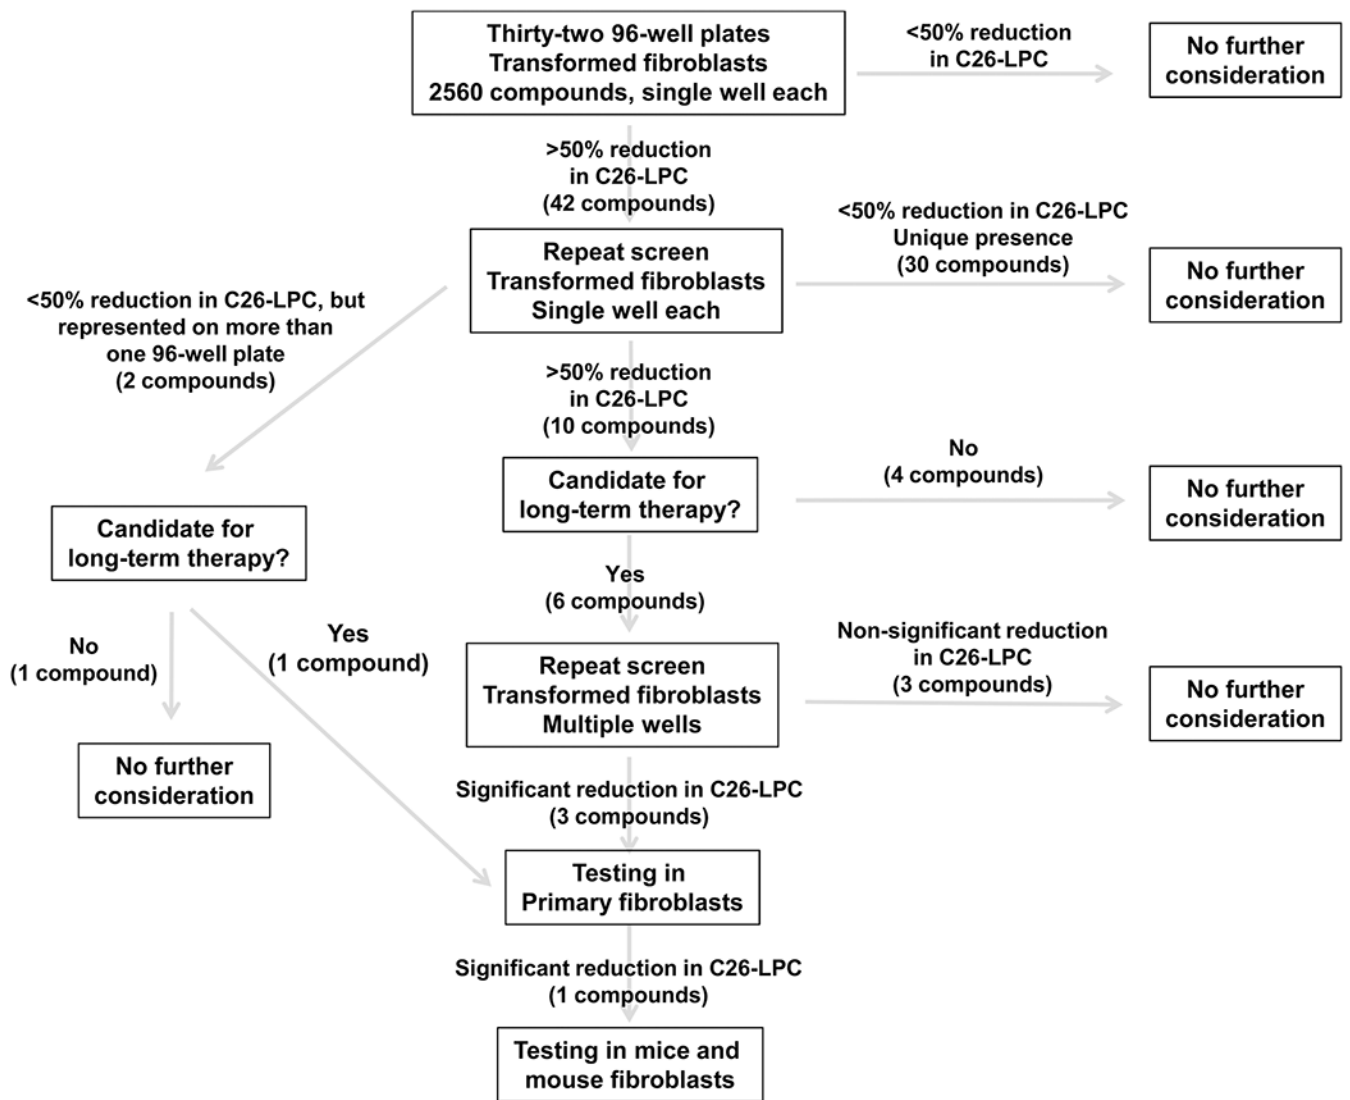 Thirty-two 96-well plates
Transformed fibroblasts
2560 compounds, single well each
<50% reduction
in C26-LPC
No further
consideration
>50% reduction
in C26-LPC
(42 compounds)
Repeat screen
Transformed fibroblasts
Single well each
<50% reduction in C26-LPC
Unique presence
(30 compounds)
No further
consideration
<50% reduction in C26-LPC, but
represented on more than
one 96-well plate
(2 compounds)
>50% reduction
in C26-LPC
(10 compounds)
Candidate for
long-term therapy?
No
(4 compounds)
No further
consideration
Candidate for
long-term therapy?
Yes
(6 compounds)
No
(1 compound)
Yes
(1 compound)
Repeat screen
Transformed fibroblasts
Multiple wells
Non-significant reduction
in C26-LPC
(3 compounds)
No further
consideration
No further
consideration
Significant reduction in C26-LPC
(3 compounds)
Testing in
Primary fibroblasts
Significant reduction in C26-LPC
(1 compounds)
Testing in mice and
mouse fibroblasts